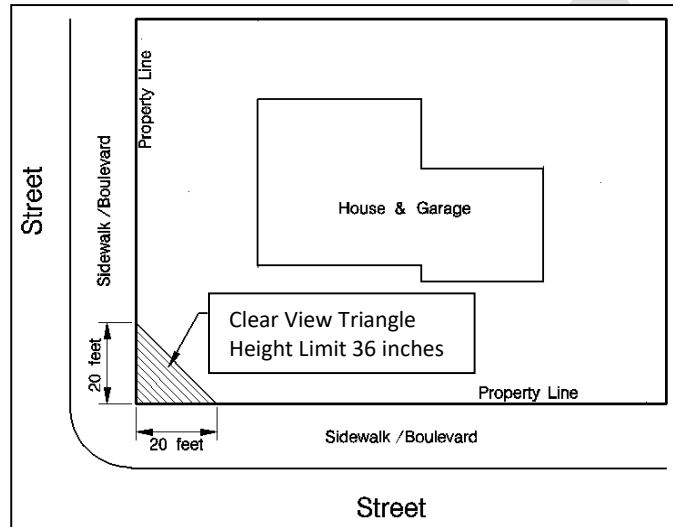 Property Line
Street
Sidewalk /Boulevard
House & Garage
Clear View Triangle
Height Limit 36 inches
20 feet
Property Line
20 feet
Sidewalk /Boulevard
Street